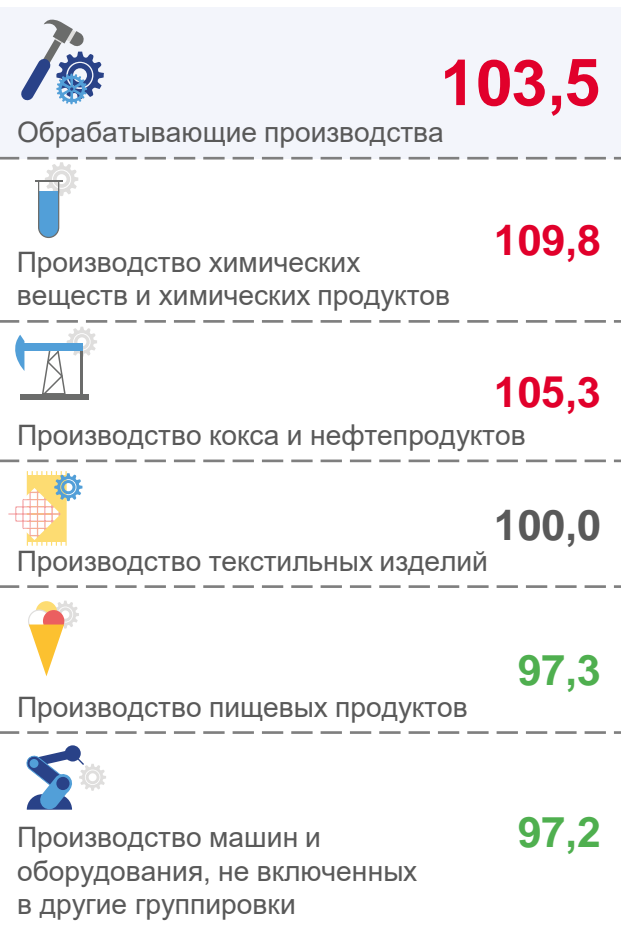 103,5
Обрабатывающие производства
109,8
Производство химических
веществ и химических продуктов
105,3
Производство кокса и нефтепродуктов
100,0
Производство текстильных изделий
97,3
Производство пищевых продуктов
97,2
Производство машин и
оборудования, не включенных
в другие группировки